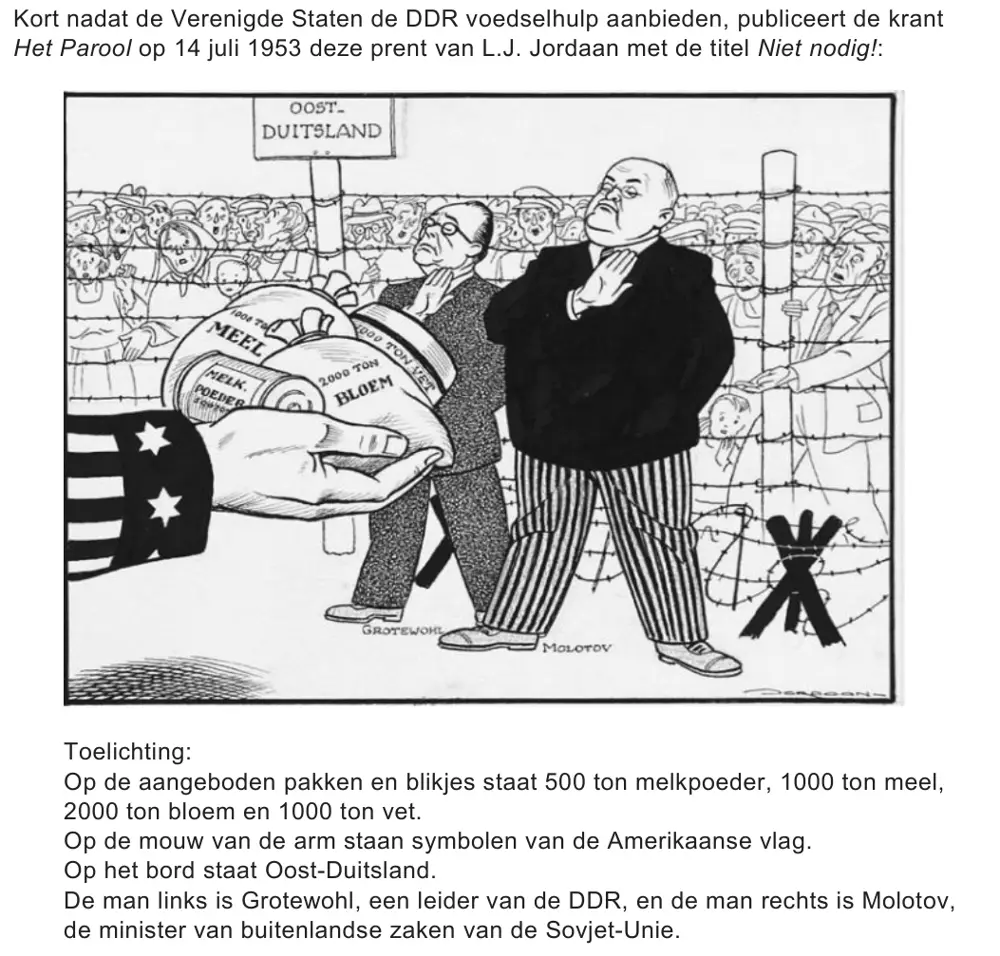 Kort nadat de Verenigde Staten de DDR voedselhulp aanbieden, publiceert de krant
Het Parool op 14 juli 1953 deze prent van L.J. Jordaan met de titel Niet nodig!:
OOST-
DUITSLAND
1000 TON
MEEL
1000 TON VET
2000 TON
BLOEM
MELK.
POEDER
GROTEWOHL
MOLOTOV
JORDAAN
Toelichting:
Op de aangeboden pakken en blikjes staat 500 ton melkpoeder, 1000 ton meel,
2000 ton bloem en 1000 ton vet.
Op de mouw van de arm staan symbolen van de Amerikaanse vlag.
Op het bord staat Oost-Duitsland.
De man links is Grotewohl, een leider van de DDR, en de man rechts is Molotov,
de minister van buitenlandse zaken van de Sovjet-Unie.